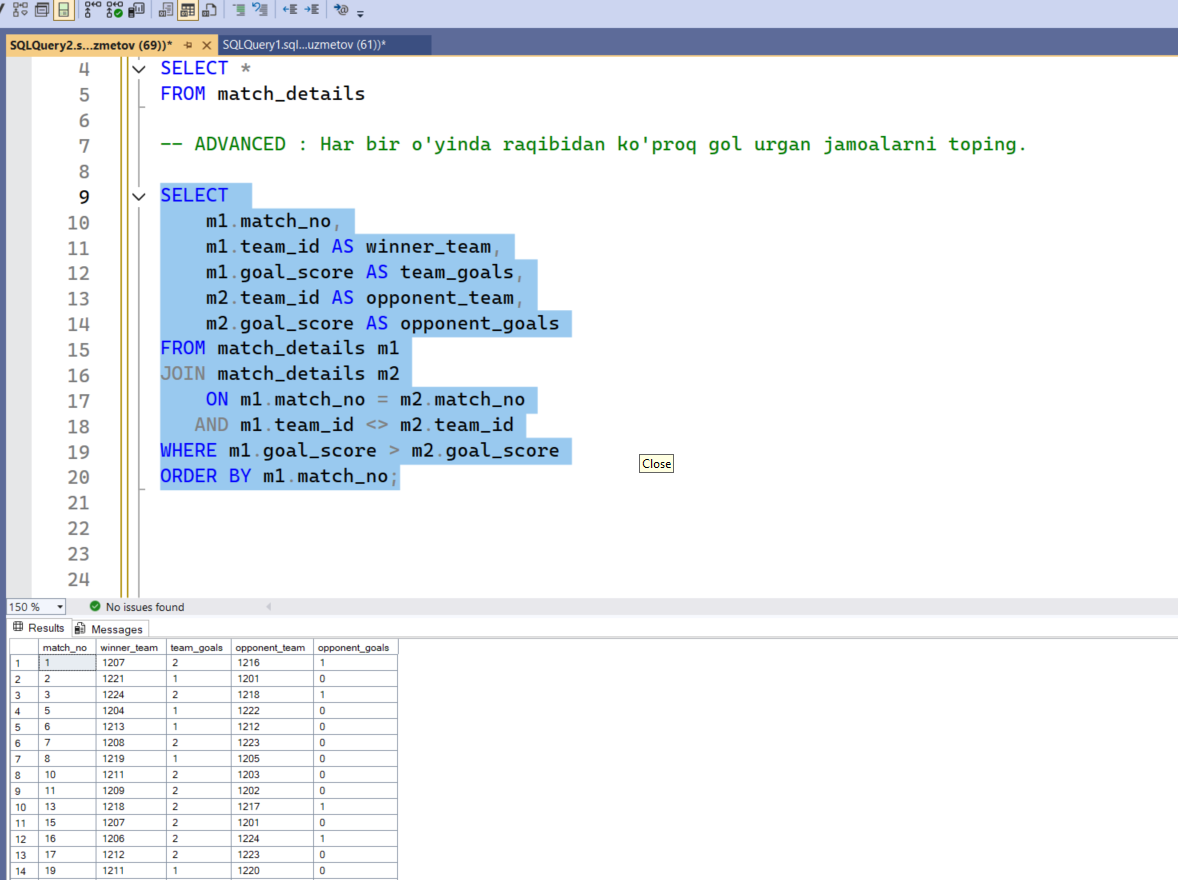 SQLQuery2.s...zmetov (69))* SQLQuery1.sql...uzmetov (61))*
4 SELECT *
5 FROM match_details
6
7 -- ADVANCED : Har bir o'yinda raqibidan ko'proq gol urgan jamoalarni toping.
8
9 SELECT
10 m1.match_no,
11 m1.team_id AS winner_team,
12 m1.goal_score AS team_goals,
13 m2.team_id AS opponent_team,
14 m2.goal_score AS opponent_goals
15 FROM match_details m1
16 JOIN match_details m2
17 ON m1.match_no = m2.match_no
18 AND m1.team_id <> m2.team_id
19 WHERE m1.goal_score > m2.goal_score
Close
20 ORDER BY m1.match_no;
21
22
23
24
150 % No issues found
Results Messages
match_no winner_team team_goals opponent_team opponent_goals
1 1 1207 2 1216 1
2 2 1221 1 1201 0
3 3 1224 2 1218 1
4 5 1204 1 1222 0
5 6 1213 1 1212 0
6 7 1208 2 1223 0
7 8 1219 1 1205 0
8 10 1211 2 1203 0
9 11 1209 2 1202 0
10 13 1218 2 1217 1
11 15 1207 2 1201 0
12 16 1206 2 1224 1
13 17 1212 2 1223 0
14 19 1211 1 1220 0